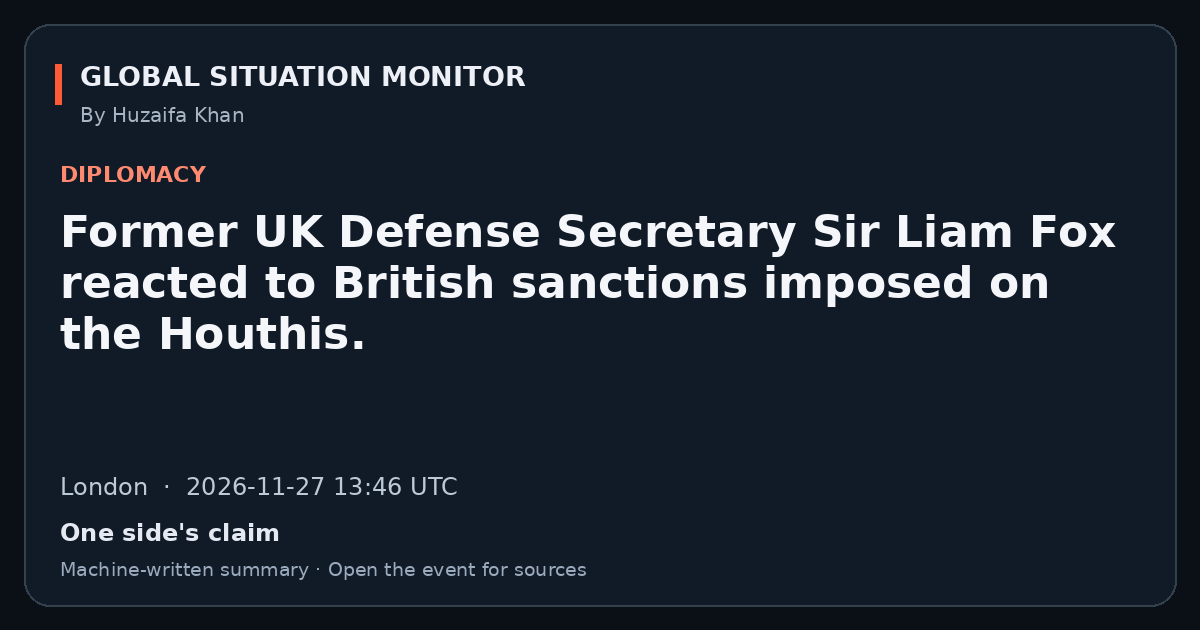 GLOBAL SITUATION MONITOR
By Huzaifa Khan
DIPLOMACY
Former UK Defense Secretary Sir Liam Fox
reacted to British sanctions imposed on
the Houthis.
London · 2026-11-27 13:46 UTC
One side's claim
Machine-written summary · Open the event for sources